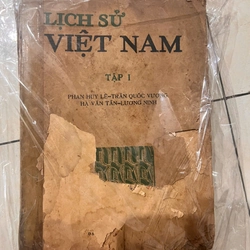 LỊCH SỬ
VIỆT NAM
TẬP I
PHAN HUY LÊ–TRẦN QUỐC VƯỢNG
HÀ VĂN TẤN–LƯƠNG NINH